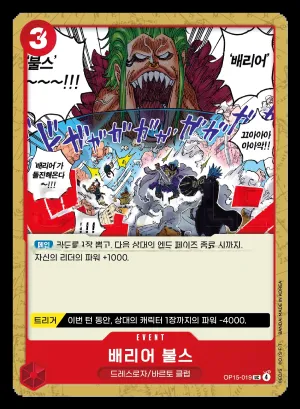 3
'불스'
~~~!!!
'배리어'
'배리어'가
돌진해온다
~!!!
끄아아아
아아악!!
메인 카드를 1장 뽑고, 다음 상대의 엔드 페이즈 종료 시까지,
자신의 리더의 파워 +1000.
트리거 이번 턴 동안, 상대의 캐릭터 1장까지의 파워 -4000.
EVENT
배리어 불스
드레스로자/바르토 클럽
OP15-019 UC